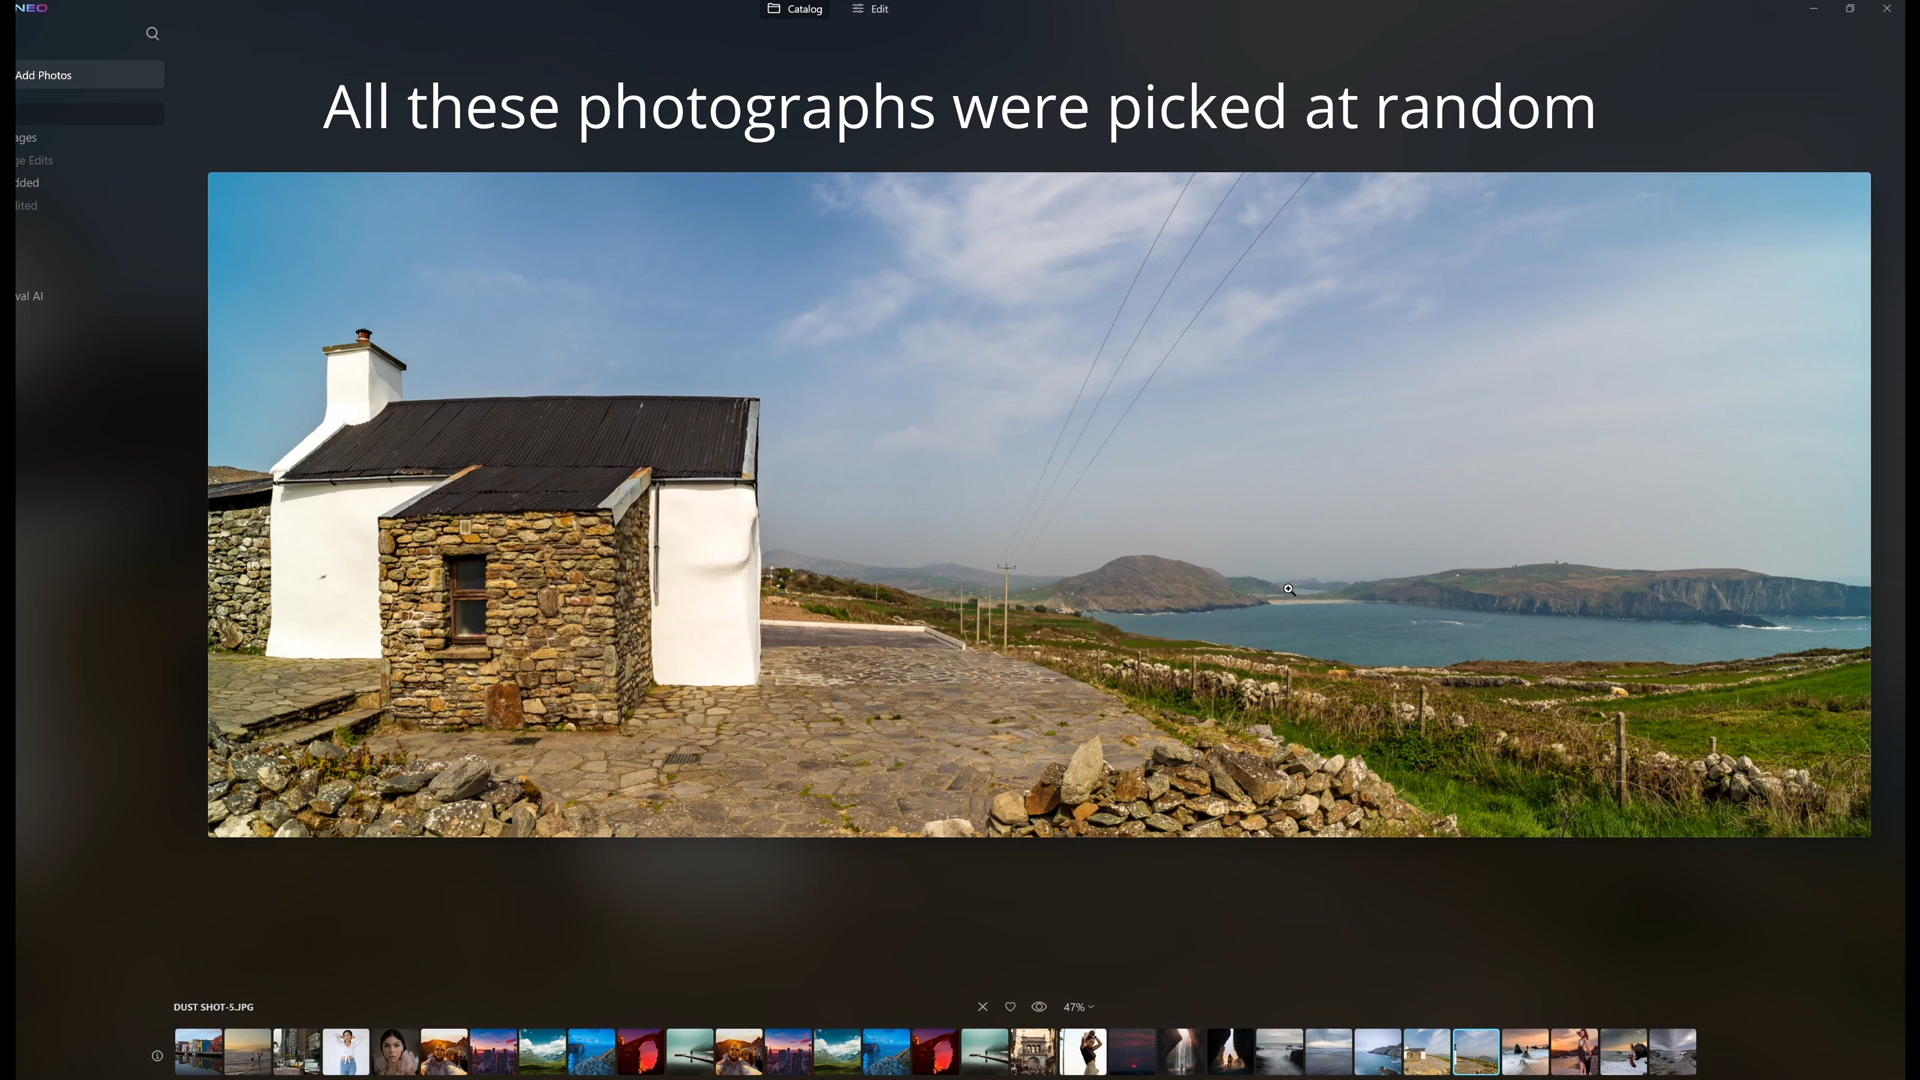 NEO
Catalog
Edit
Add Photos
All these photographs were picked at random
ages
ge Edits
dded
lited
val AI
DUST SHOT-5.JPG
47%